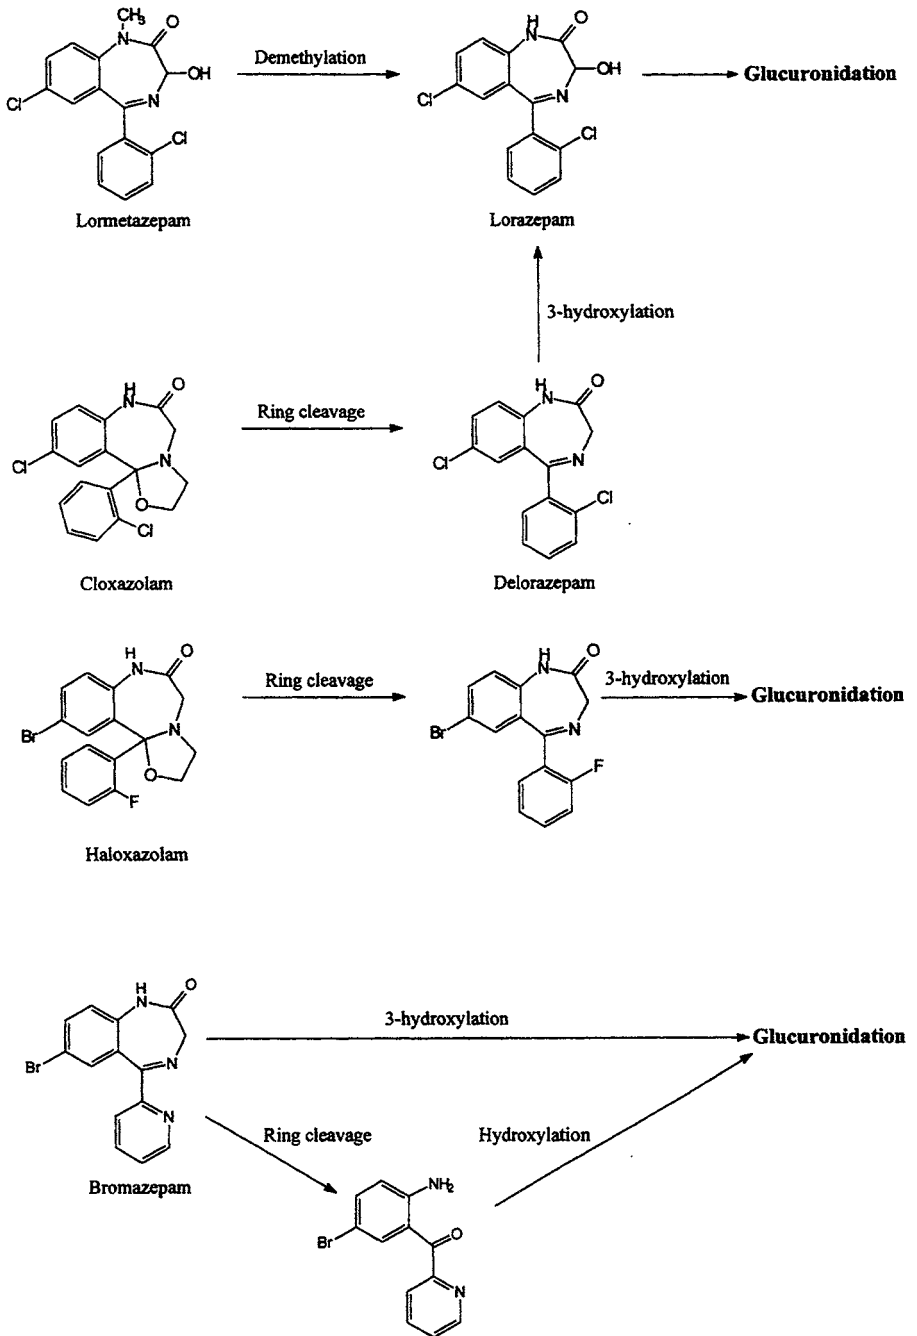 CH₃
N
O
OH
N
Cl
Cl
Lormetazepam
Demethylation
H
N
O
OH
N
Cl
Cl
Lorazepam
Glucuronidation
3-hydroxylation
H
N
O
N
Cl
O
Cl
Cloxazolam
Ring cleavage
H
N
O
N
Cl
Cl
Delorazepam
H
N
O
N
Br
O
F
Haloxazolam
Ring cleavage
H
N
O
N
Br
F
3-hydroxylation
Glucuronidation
H
N
O
N
Br
N
Bromazepam
3-hydroxylation
Glucuronidation
Ring cleavage
Hydroxylation
NH₂
Br
O
N